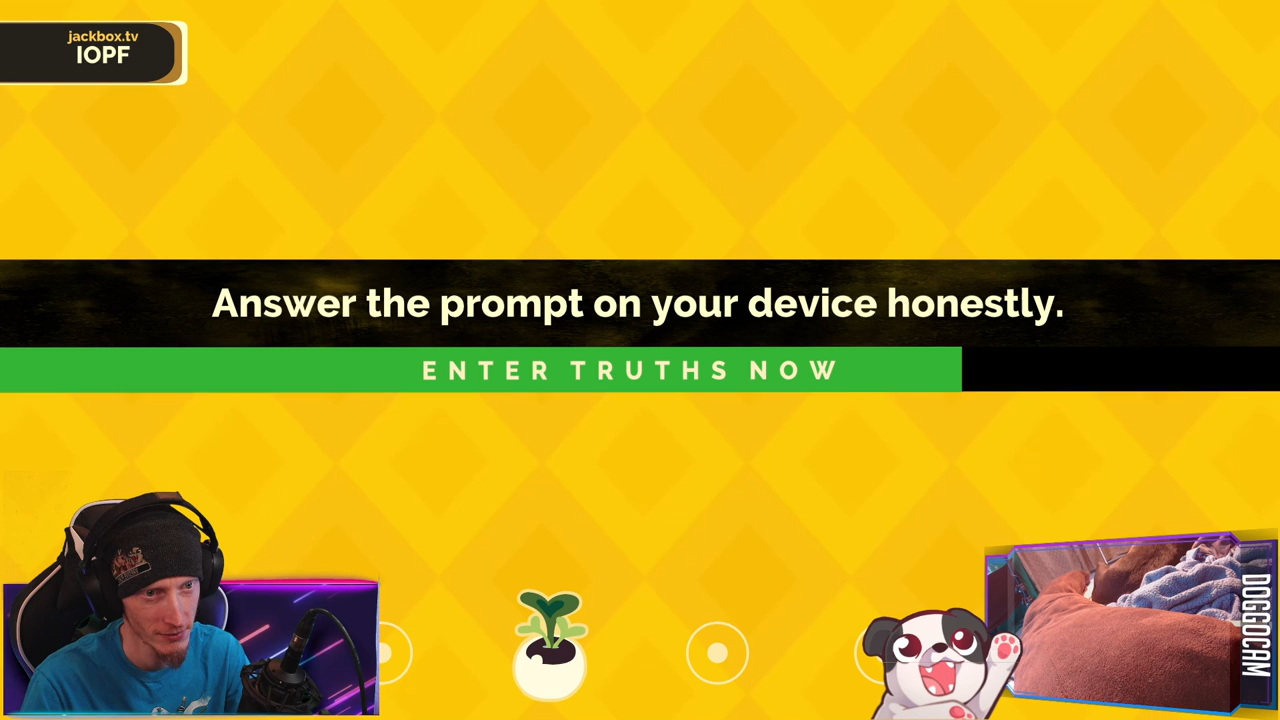 jackbox.tv
IOPF
Answer the prompt on your device honestly.
ENTER TRUTHS NOW
DOGGOCAM